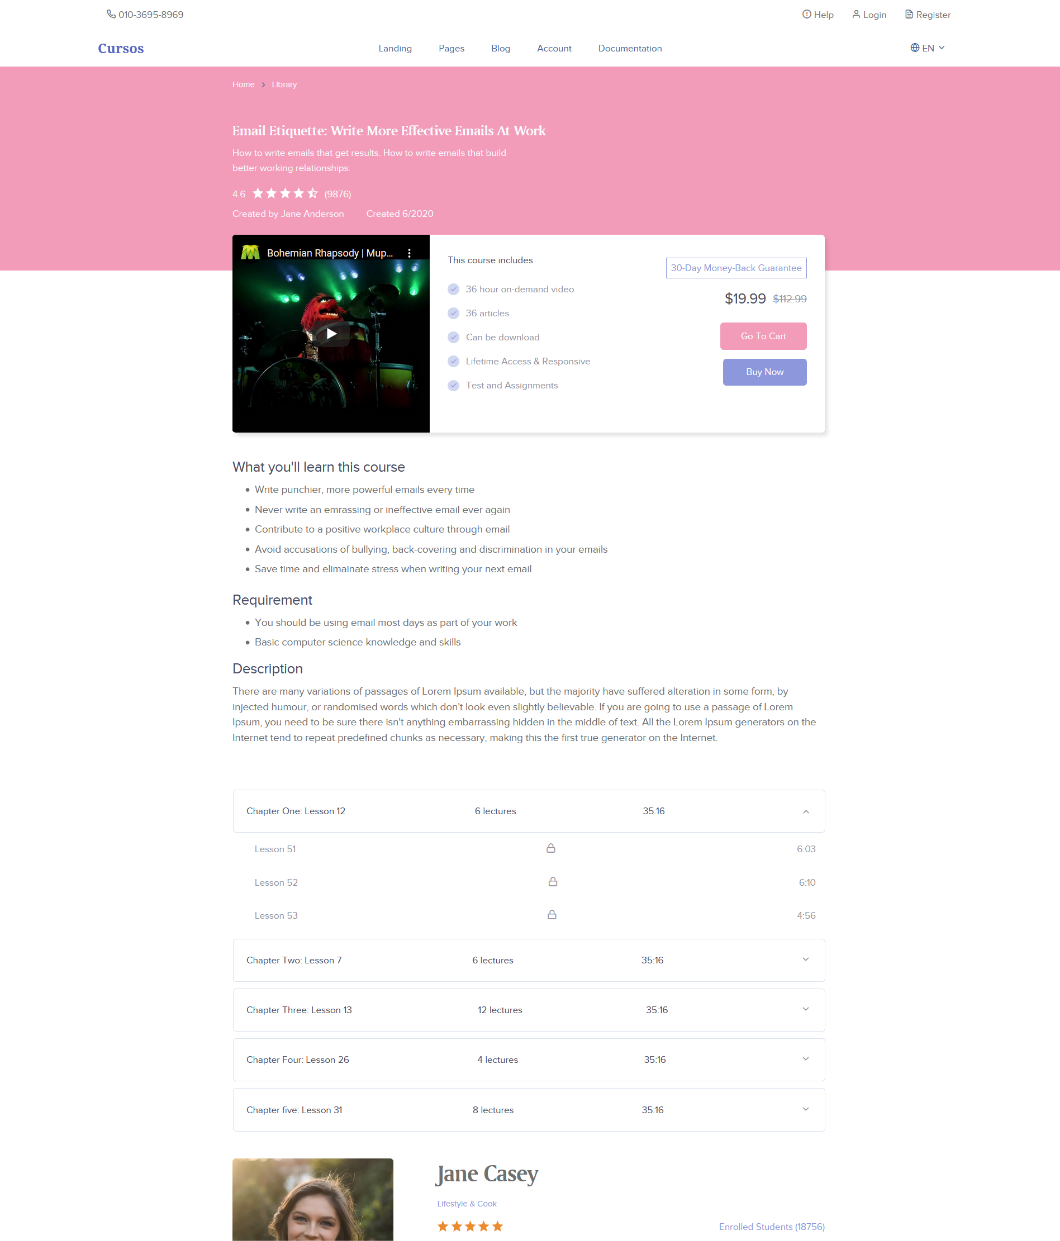 010-3695-8969
Help Login Register
Cursos Landing Pages Blog Account Documentation EN
Home > Library
Email Etiquette: Write More Effective Emails At Work
How to write emails that get results. How to write emails that build
better working relationships.
4.6 (9876)
Created by Jane Anderson Created 6/2020
Bohemian Rhapsody | Mup...
This course includes
36 hour on-demand video
36 articles
Can be download
Lifetime Access & Responsive
Test and Assignments
30-Day Money-Back Guarantee
$19.99 $112.99
Go To Cart
Buy Now
What you'll learn this course
Write punchier, more powerful emails every time
Never write an emrassing or ineffective email ever again
Contribute to a positive workplace culture through email
Avoid accusations of bullying, back-covering and discrimination in your emails
Save time and elimainate stress when writing your next email
Requirement
You should be using email most days as part of your work
Basic computer science knowledge and skills
Description
There are many variations of passages of Lorem Ipsum available, but the majority have suffered alteration in some form, by
injected humour, or randomised words which don't look even slightly believable. If you are going to use a passage of Lorem
Ipsum, you need to be sure there isn't anything embarrassing hidden in the middle of text. All the Lorem Ipsum generators on the
Internet tend to repeat predefined chunks as necessary, making this the first true generator on the Internet.
Chapter One: Lesson 12 6 lectures 35:16
Lesson 51 6:03
Lesson 52 6:10
Lesson 53 4:56
Chapter Two: Lesson 7 6 lectures 35:16
Chapter Three: Lesson 13 12 lectures 35:16
Chapter Four: Lesson 26 4 lectures 35:16
Chapter five: Lesson 31 8 lectures 35:16
Jane Casey
Lifestyle & Cook
Enrolled Students (18756)